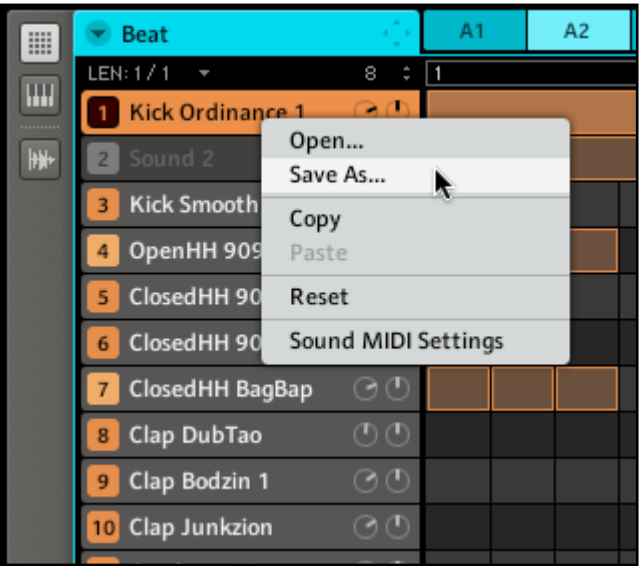 Beat
A1
A2
LEN: 1 / 1
8
1
1 Kick Ordinance 1
2 Sound 2
3 Kick Smooth
4 OpenHH 909
5 ClosedHH 90
6 ClosedHH 90
7 ClosedHH BagBap
8 Clap DubTao
9 Clap Bodzin 1
10 Clap Junkzion
Open...
Save As...
Copy
Paste
Reset
Sound MIDI Settings